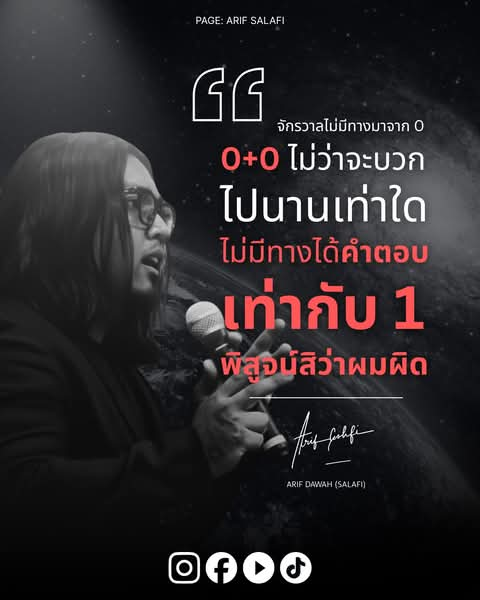 PAGE: ARIF SALAFI
จักรวาลไม่มีทางมาจาก 0
0+0 ไม่ว่าจะบวก
ไปนานเท่าใด
ไม่มีทางได้คำตอบ
เท่ากับ 1
พิสูจน์สิว่าผมผิด
Arif Salafi
ARIF DAWAH (SALAFI)